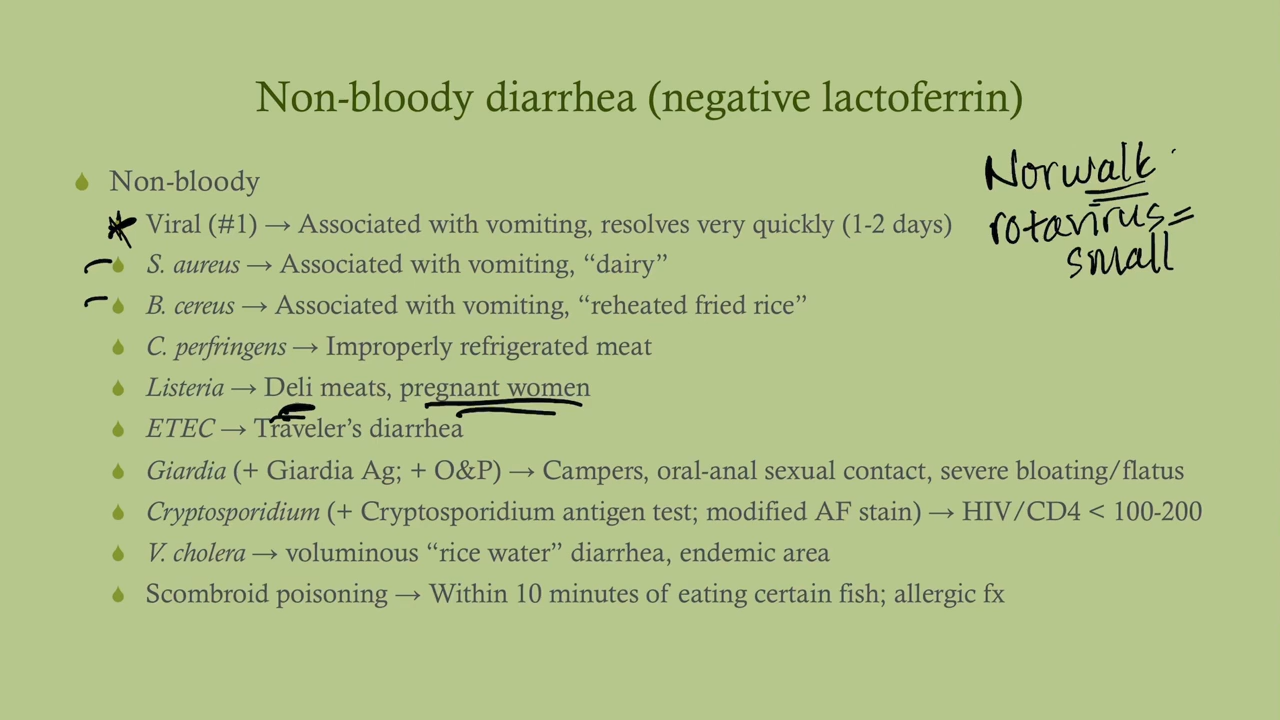 Non-bloody diarrhea (negative lactoferrin)
Non-bloody
Viral (#1) → Associated with vomiting, resolves very quickly (1-2 days)
S. aureus → Associated with vomiting, “dairy”
B. cereus → Associated with vomiting, “reheated fried rice”
C. perfringens → Improperly refrigerated meat
Listeria → Deli meats, pregnant women
ETEC → Traveler’s diarrhea
Giardia (+ Giardia Ag; + O&P) → Campers, oral-anal sexual contact, severe bloating/flatus
Cryptosporidium (+ Cryptosporidium antigen test; modified AF stain) → HIV/CD4 < 100-200
V. cholera → voluminous “rice water” diarrhea, endemic area
Scombroid poisoning → Within 10 minutes of eating certain fish; allergic fx
Norwalk
rotavirus =
small